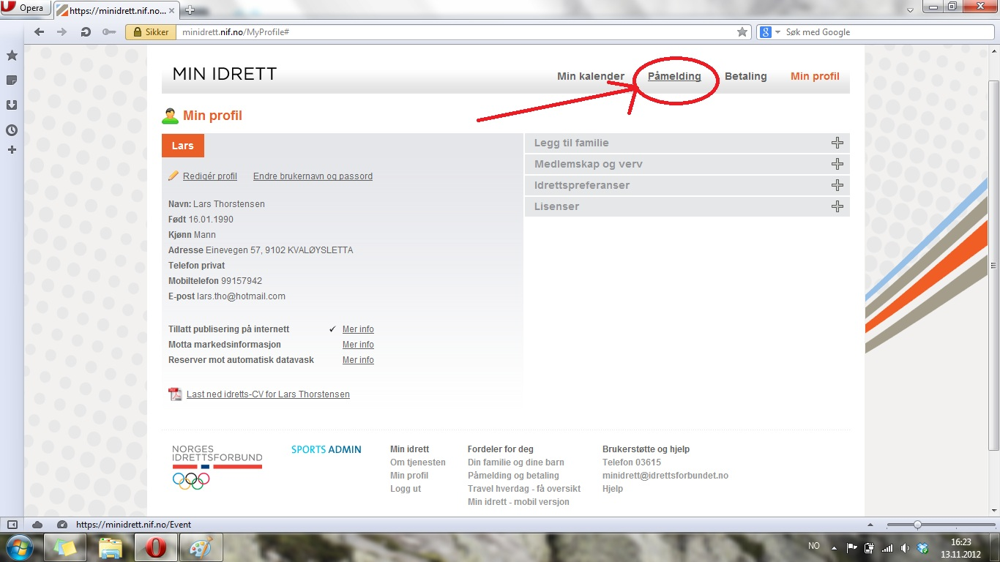 Opera
https://minidrett.nif.no...
Sikker
minidrett.nif.no/MyProfile#
Søk med Google
MIN IDRETT
Min kalender
Påmelding
Betaling
Min profil
Min profil
Lars
Redigér profil
Endre brukernavn og passord
Navn: Lars Thorstensen
Født 16.01.1990
Kjønn Mann
Adresse Einevegen 57, 9102 KVALØYSLETTA
Telefon privat
Mobiltelefon 99157942
E-post lars.tho@hotmail.com
Tillatt publisering på internett ✓ Mer info
Motta markedsinformasjon Mer info
Reserver mot automatisk datavask Mer info
Last ned idretts-CV for Lars Thorstensen
Legg til familie
Medlemskap og verv
Idrettspreferanser
Lisenser
NORGES
IDRETTSFORBUND
SPORTS ADMIN
Min idrett
Om tjenesten
Min profil
Logg ut
Fordeler for deg
Din familie og dine barn
Påmelding og betaling
Travel hverdag - få oversikt
Min idrett - mobil versjon
Brukerstøtte og hjelp
Telefon 03615
minidrett@idrettsforbundet.no
Hjelp
https://minidrett.nif.no/Event
NO
16:23
13.11.2012